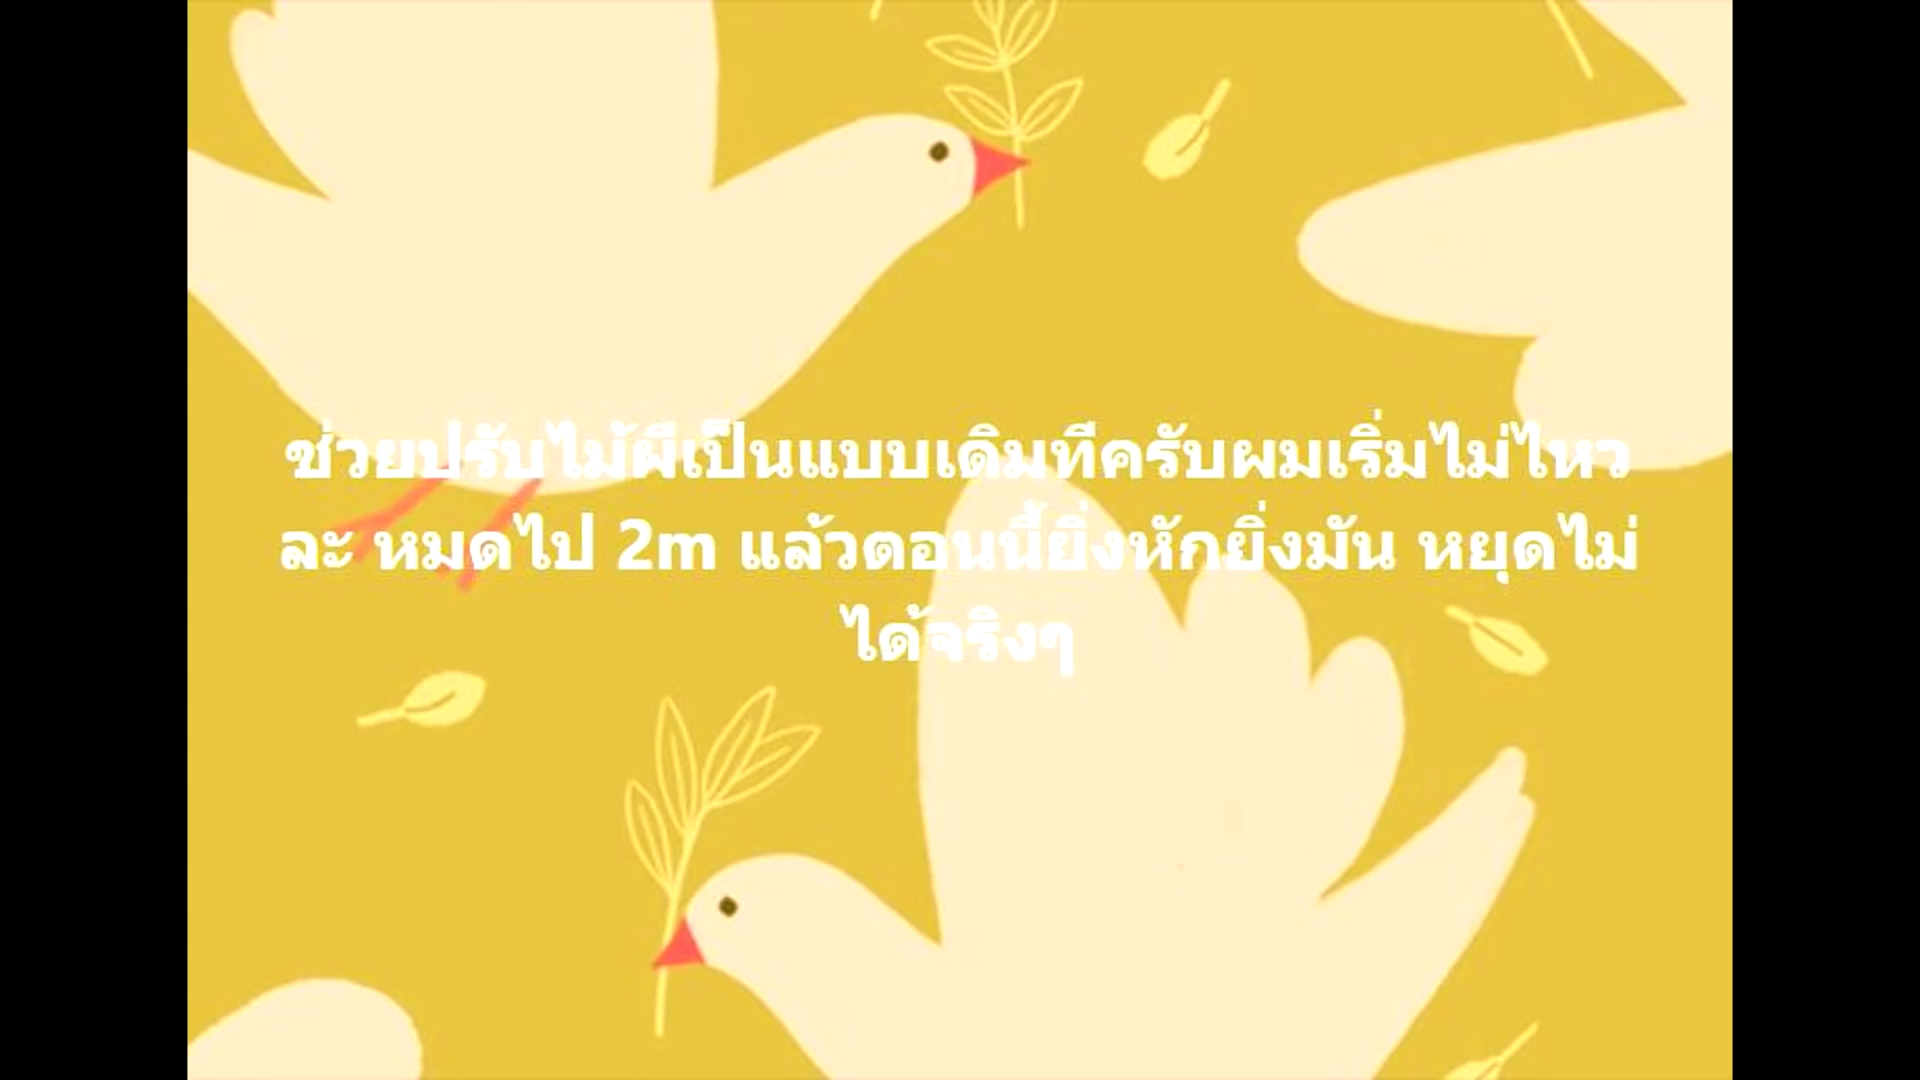 ช่วยปรับไม้ผีเป็นแบบเดิมทีครับผมเริ่มไม่ไหว
ละ หมดไป 2m แล้วตอนนี้ยิ่งหักยิ่งมัน หยุดไม่
ได้จริงๆ